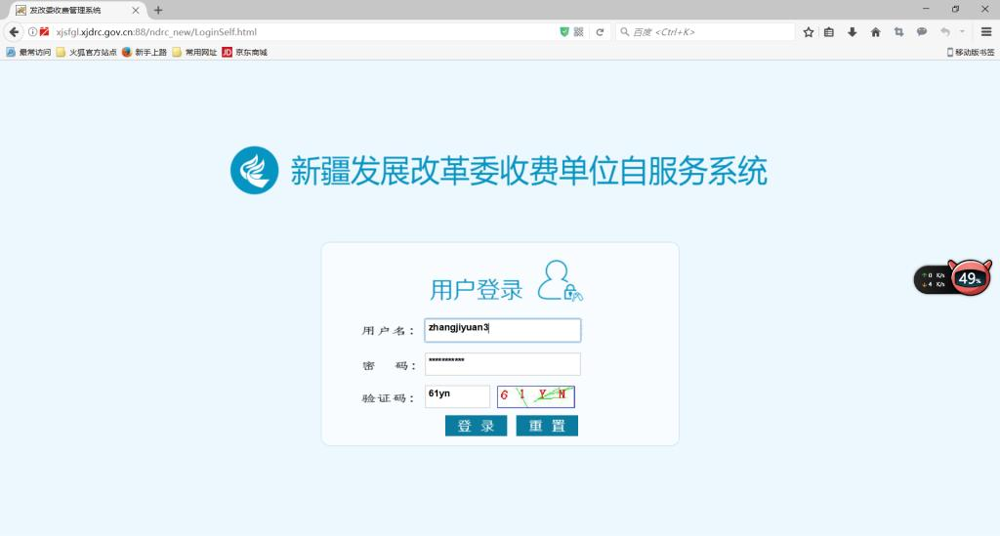 发改委收费管理系统
xjsfgl.xjdrc.gov.cn:88/ndrc_new/LoginSelf.html
百度 <Ctrl+K>
最常访问 火狐官方站点 新手上路 常用网址 JD 京东商城 移动版书签
新疆发展改革委收费单位自服务系统
用户登录
用户名： zhangjiyuan3
密 码： ***********
验证码： 61yn 6 1 Y N
登 录 重 置
↑ 0 K/s
↓ 4 K/s
49%